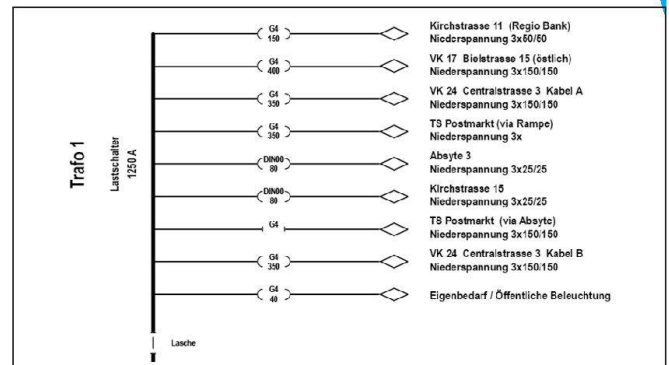 Trafo 1
Lastschalter
1250 A
G4
150
Kirchstrasse 11 (Regio Bank)
Niederspannung 3x50/50
G4
400
VK 17 Bielstrasse 15 (östlich)
Niederspannung 3x150/150
G4
350
VK 24 Centralstrasse 3 Kabel A
Niederspannung 3x150/150
G4
350
TS Postmarkt (via Rampe)
Niederspannung 3x
DIN00
80
Absyte 3
Niederspannung 3x25/25
DIN00
80
Kirchstrasse 15
Niederspannung 3x25/25
G4
TS Postmarkt (via Absyte)
Niederspannung 3x150/150
G4
350
VK 24 Centralstrasse 3 Kabel B
Niederspannung 3x150/150
G4
40
Eigenbedarf / Öffentliche Beleuchtung
Lasche